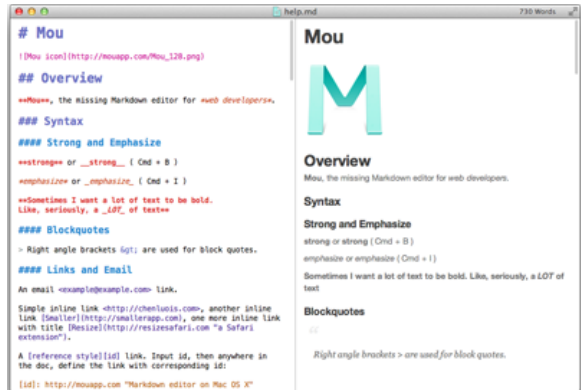 help.md
730 Words
# Mou
![Mou icon](http://mouapp.com/Mou_128.png)
## Overview
**Mou**, the missing Markdown editor for *web developers*.
### Syntax
#### Strong and Emphasize
**strong** or __strong__ ( Cmd + B )
*emphasize* or _emphasize_ ( Cmd + I )
**Sometimes I want a lot of text to be bold.
Like, seriously, a _LOT_ of text**
#### Blockquotes
> Right angle brackets &gt; are used for block quotes.
#### Links and Email
An email <example@example.com> link.
Simple inline link <http://chenluois.com>, another inline
link [Smaller](http://smallerapp.com), one more inline link
with title [Resize](http://resizesafari.com "a Safari
extension").
A [reference style][id] link. Input id, then anywhere in
the doc, define the link with corresponding id:
[id]: http://mouapp.com "Markdown editor on Mac OS X"
Mou
M
Overview
Mou, the missing Markdown editor for web developers.
Syntax
Strong and Emphasize
strong or strong ( Cmd + B )
emphasize or emphasize ( Cmd + I )
Sometimes I want a lot of text to be bold. Like, seriously, a LOT of
text
Blockquotes
“
Right angle brackets > are used for block quotes.